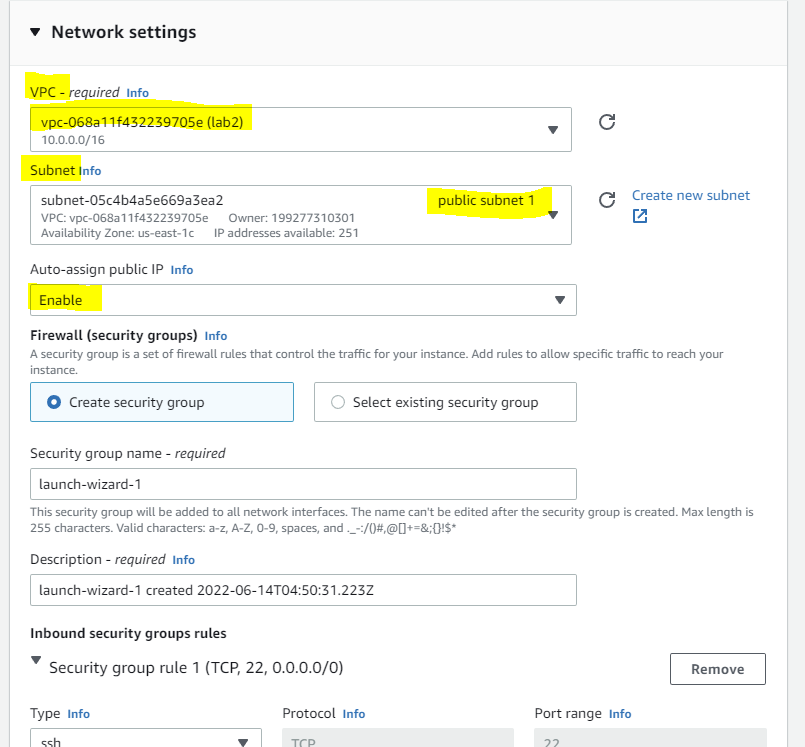 Network settings
VPC - required Info
vpc-068a11f432239705e (lab2)
10.0.0.0/16
Subnet Info
subnet-05c4b4a5e669a3ea2 public subnet 1
VPC: vpc-068a11f432239705e Owner: 199277310301
Availability Zone: us-east-1c IP addresses available: 251
Create new subnet
Auto-assign public IP Info
Enable
Firewall (security groups) Info
A security group is a set of firewall rules that control the traffic for your instance. Add rules to allow specific traffic to reach your
instance.
Create security group Select existing security group
Security group name - required
launch-wizard-1
This security group will be added to all network interfaces. The name can't be edited after the security group is created. Max length is
255 characters. Valid characters: a-z, A-Z, 0-9, spaces, and ._-:/()#,@[]+=&;{}!$*
Description - required Info
launch-wizard-1 created 2022-06-14T04:50:31.223Z
Inbound security groups rules
Security group rule 1 (TCP, 22, 0.0.0.0/0) Remove
Type Info Protocol Info Port range Info
ssh TCP 22